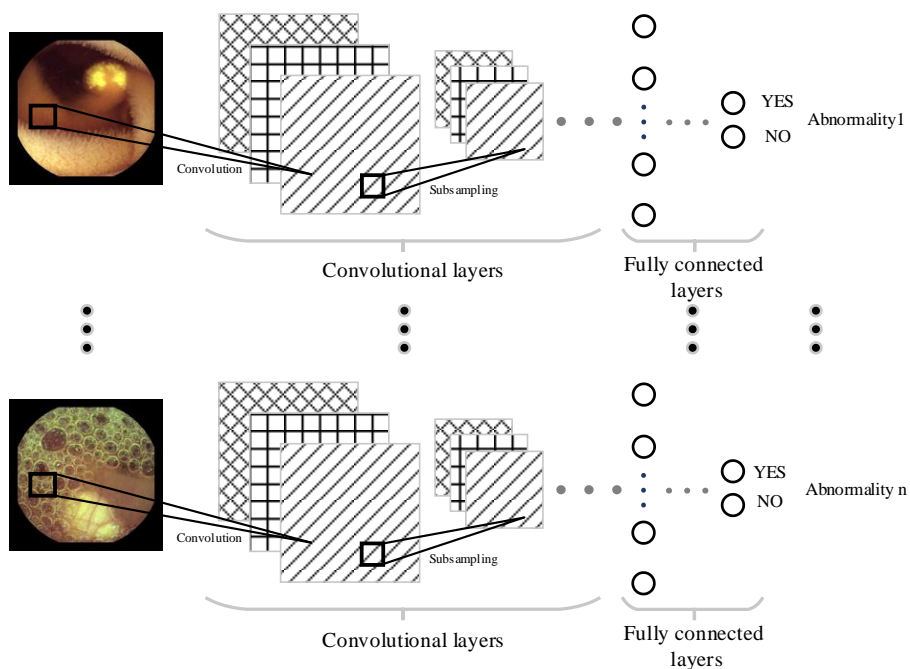 YES
Abnormality1
NO
Convolution
Subsampling
Convolutional layers
Fully connected
layers
YES
Abnormality n
NO
Convolution
Subsampling
Convolutional layers
Fully connected
layers